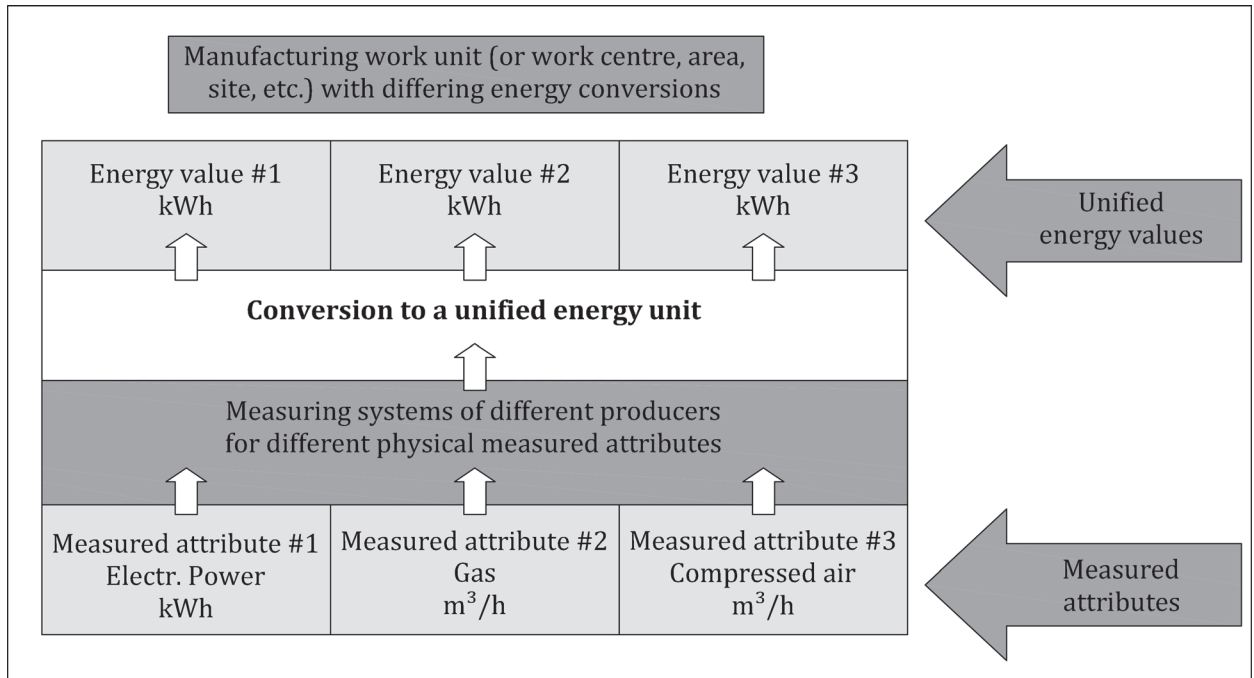 Manufacturing work unit (or work centre, area,
site, etc.) with differing energy conversions
Energy value #1
kWh
Energy value #2
kWh
Energy value #3
kWh
Unified
energy values
Conversion to a unified energy unit
Measuring systems of different producers
for different physical measured attributes
Measured attribute #1
Electr. Power
kWh
Measured attribute #2
Gas
m³/h
Measured attribute #3
Compressed air
m³/h
Measured
attributes